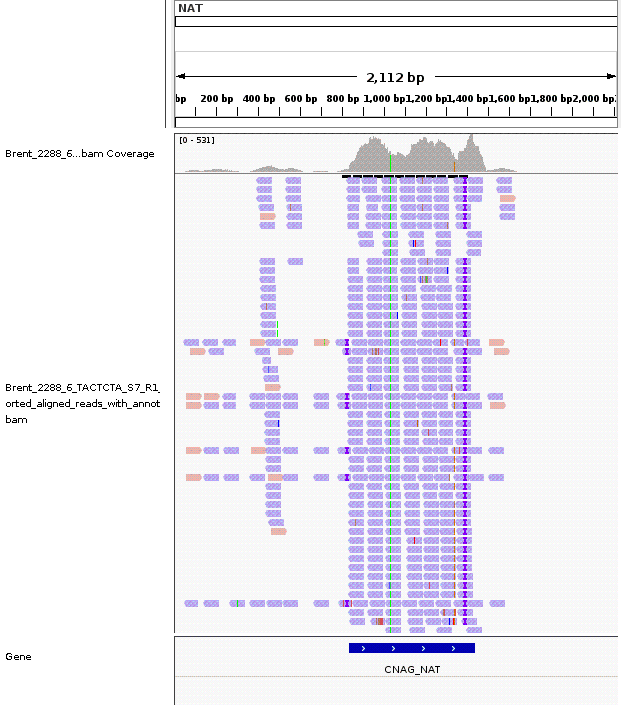 NAT
2,112 bp
bp 200 bp 400 bp 600 bp 800 bp 1,000 bp 1,200 bp 1,400 bp 1,600 bp 1,800 bp 2,000 bp
[0 - 531]
Brent_2288_6...bam Coverage
Brent_2288_6_TACTCTA_S7_R1_
orted_aligned_reads_with_annot
bam
Gene
CNAG_NAT